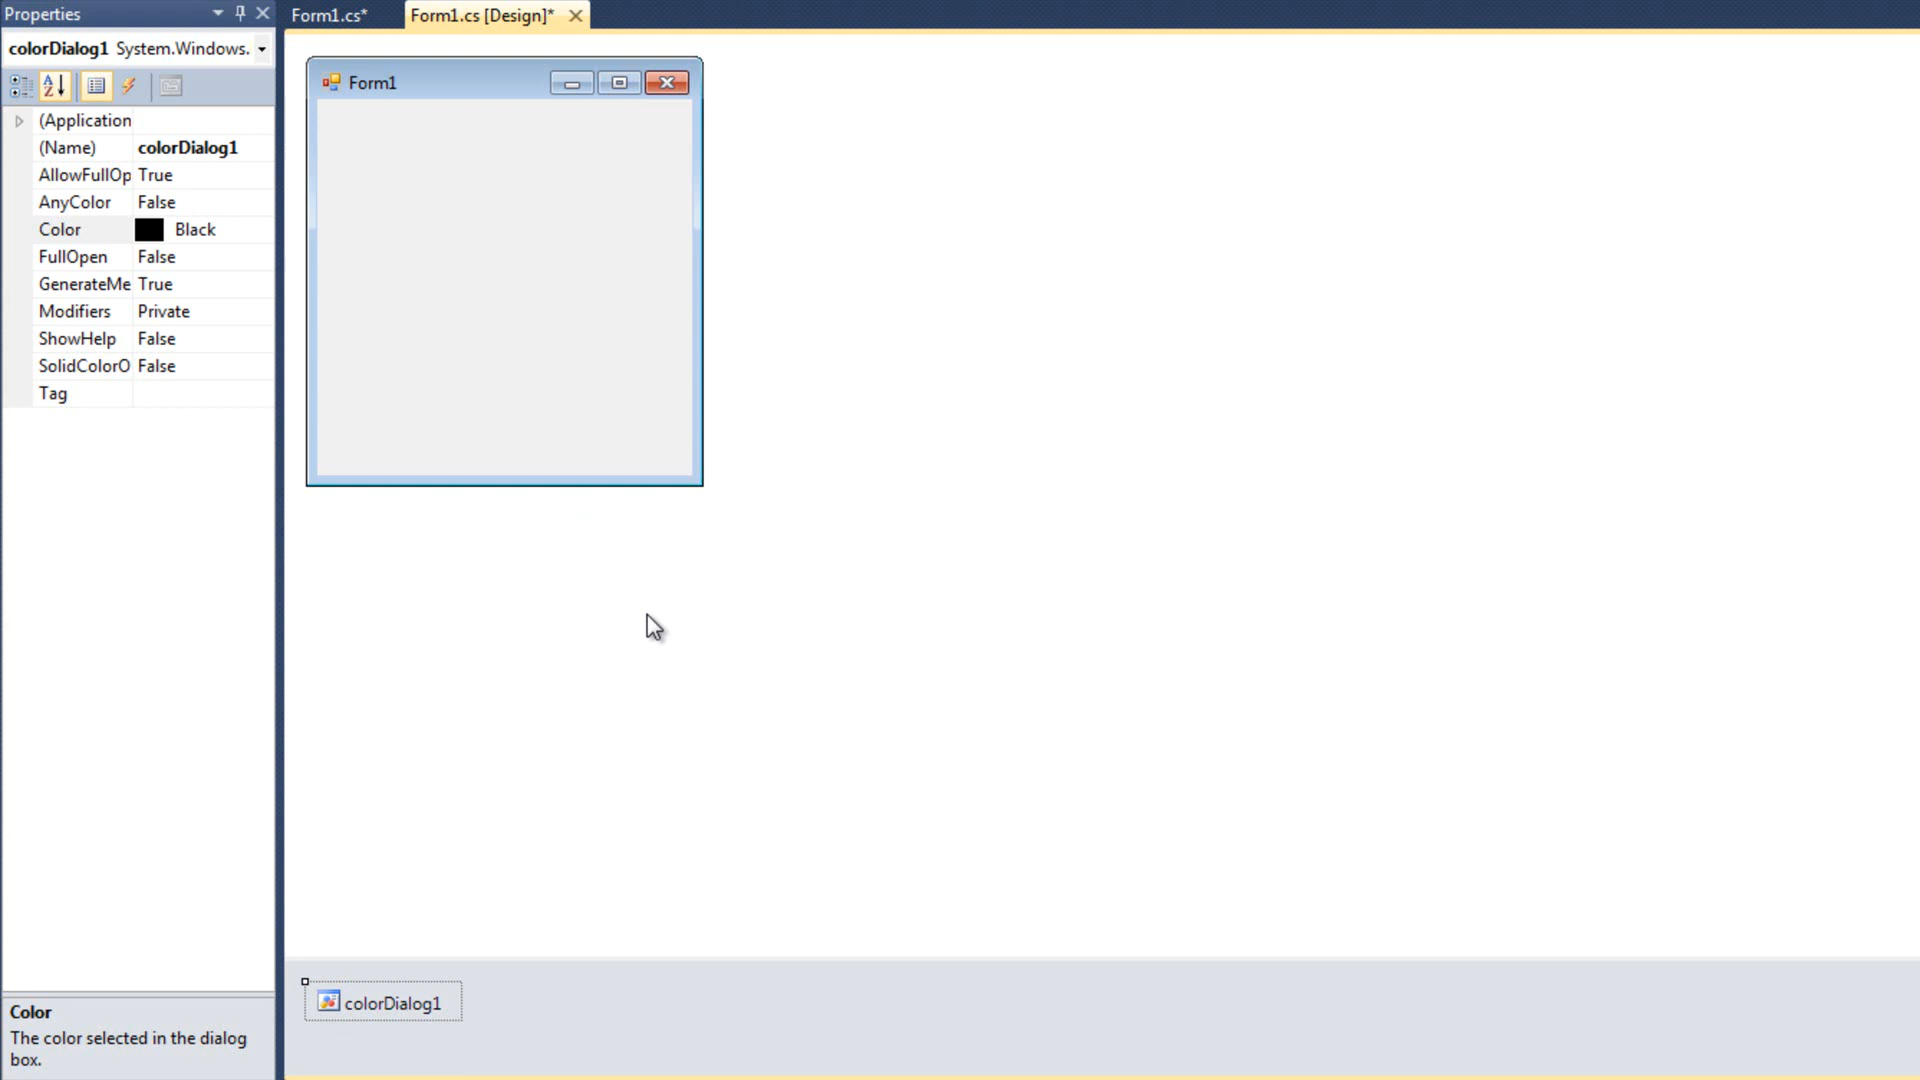 Properties
colorDialog1 System.Windows.
(Application
(Name) colorDialog1
AllowFullOp True
AnyColor False
Color Black
FullOpen False
GenerateMe True
Modifiers Private
ShowHelp False
SolidColorO False
Tag
Color
The color selected in the dialog
box.
Form1.cs*
Form1.cs [Design]*
Form1
colorDialog1